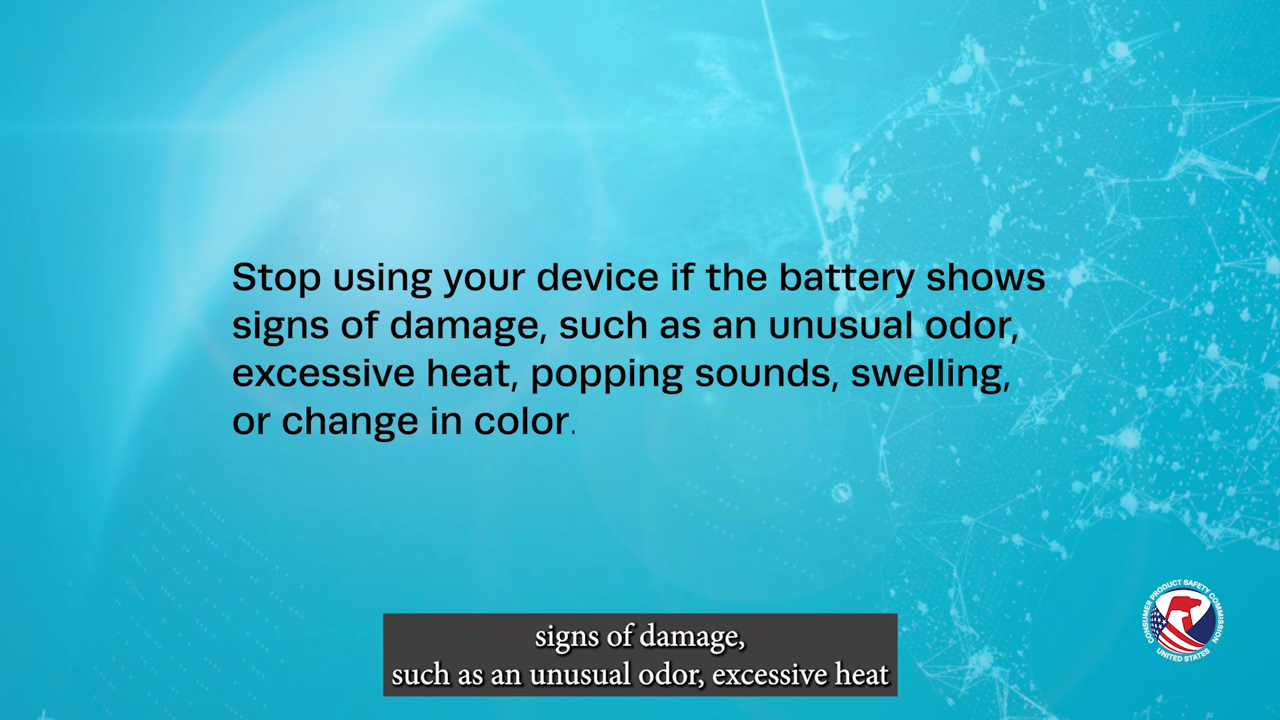 Stop using your device if the battery shows
signs of damage, such as an unusual odor,
excessive heat, popping sounds, swelling,
or change in color.
signs of damage,
such as an unusual odor, excessive heat
CONSUMER PRODUCT SAFETY COMMISSION
UNITED STATES